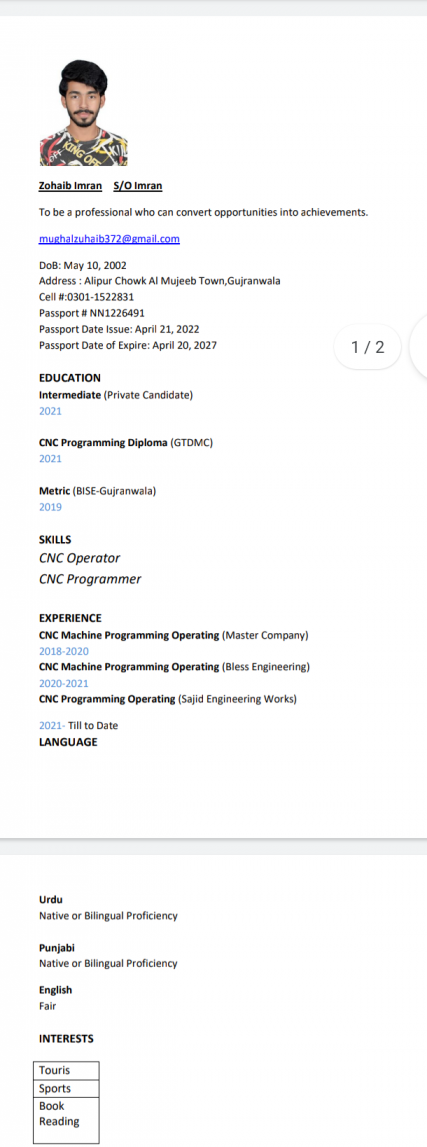 Zohaib Imran S/O Imran
To be a professional who can convert opportunities into achievements.
mughalzuhaib372@gmail.com
DoB: May 10, 2002
Address : Alipur Chowk Al Mujeeb Town,Gujranwala
Cell #:0301-1522831
Passport # NN1226491
Passport Date Issue: April 21, 2022
Passport Date of Expire: April 20, 2027
1 / 2
EDUCATION
Intermediate (Private Candidate)
2021
CNC Programming Diploma (GTDMC)
2021
Metric (BISE-Gujranwala)
2019
SKILLS
CNC Operator
CNC Programmer
EXPERIENCE
CNC Machine Programming Operating (Master Company)
2018-2020
CNC Machine Programming Operating (Bless Engineering)
2020-2021
CNC Programming Operating (Sajid Engineering Works)
2021- Till to Date
LANGUAGE
Urdu
Native or Bilingual Proficiency
Punjabi
Native or Bilingual Proficiency
English
Fair
INTERESTS
Touris
Sports
Book
Reading